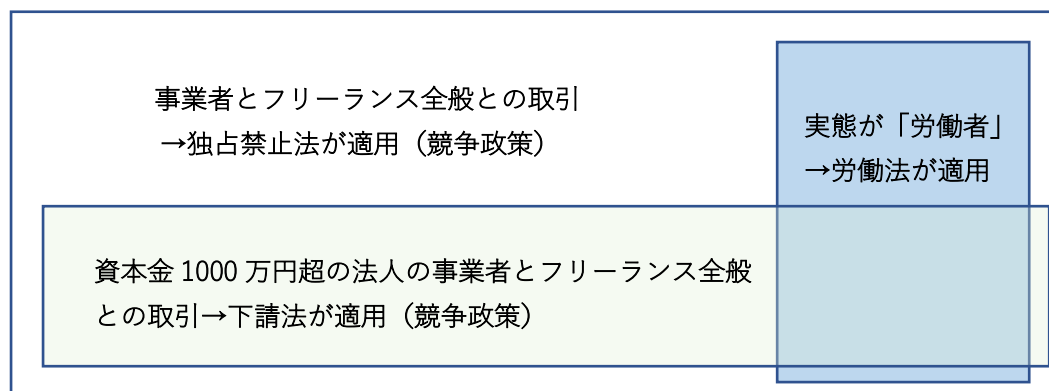 事業者とフリーランス全般との取引
→独占禁止法が適用（競争政策）
実態が「労働者」
→労働法が適用
資本金 1000 万円超の法人の事業者とフリーランス全般
との取引→下請法が適用（競争政策）